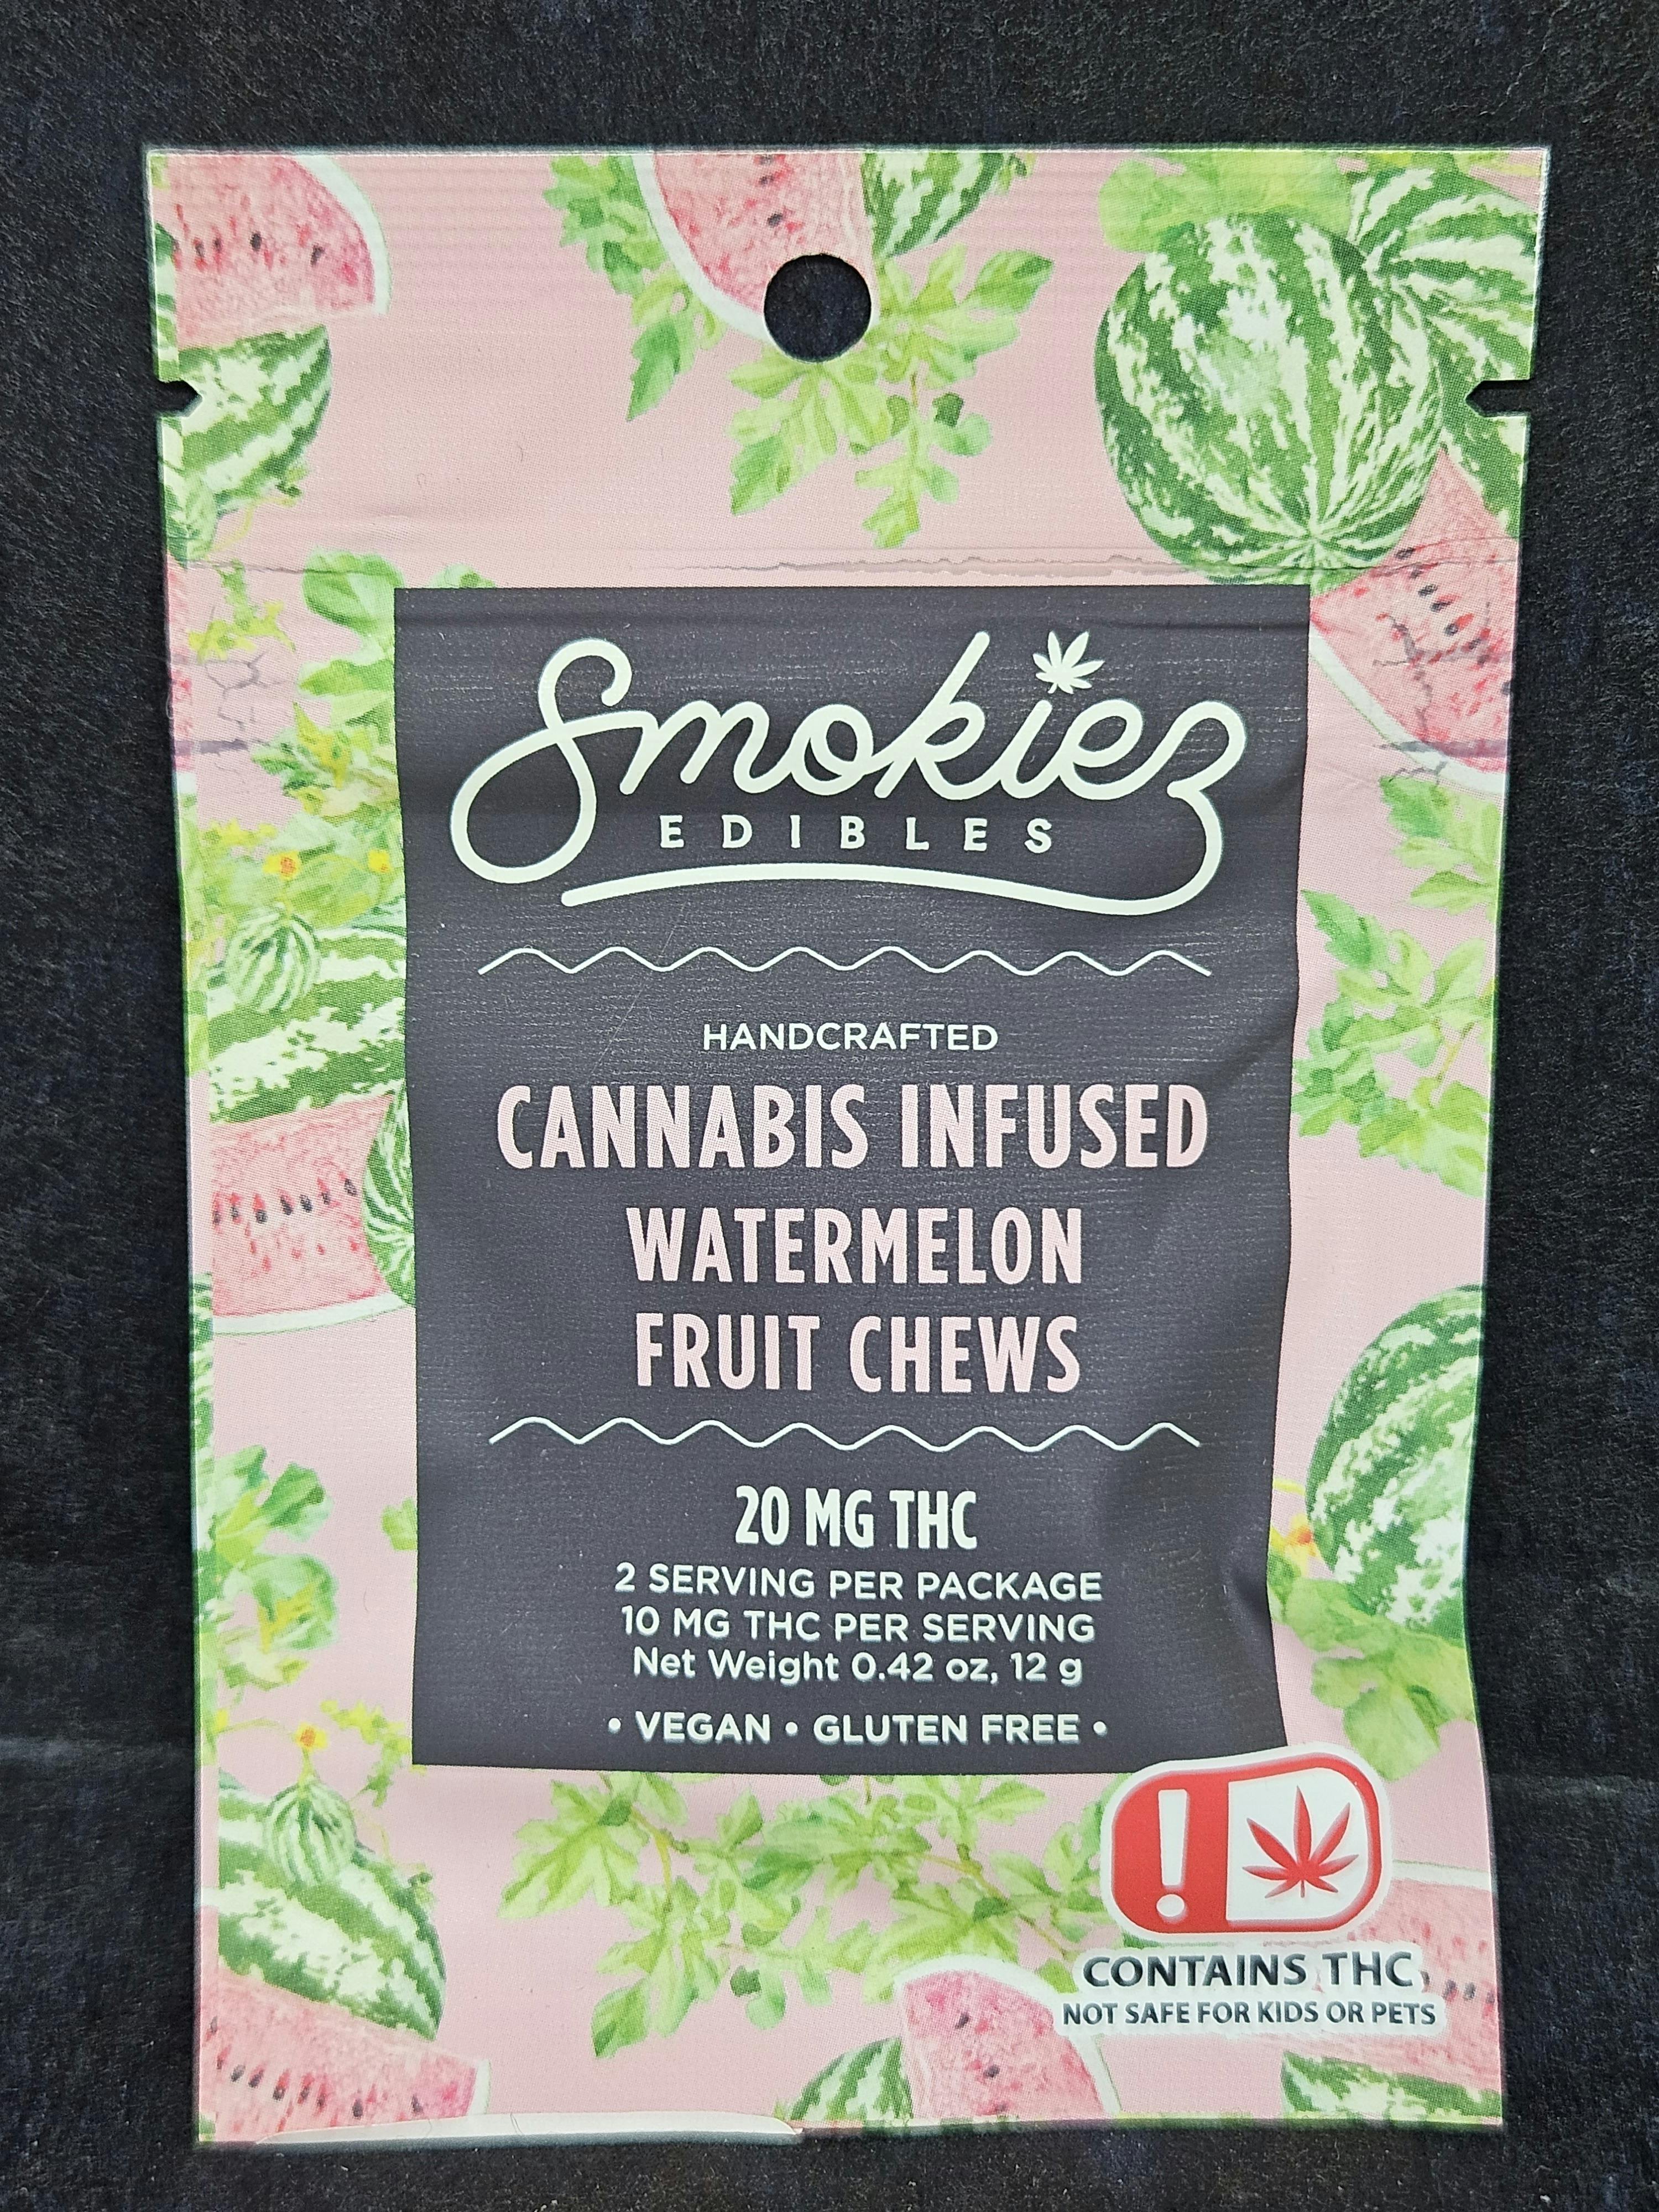 Smokiez
EDIBLES
HANDCRAFTED
CANNABIS INFUSED
WATERMELON
FRUIT CHEWS
20 MG THC
2 SERVING PER PACKAGE
10 MG THC PER SERVING
Net Weight 0.42 oz, 12 g
• VEGAN • GLUTEN FREE •
!
CONTAINS THC
NOT SAFE FOR KIDS OR PETS